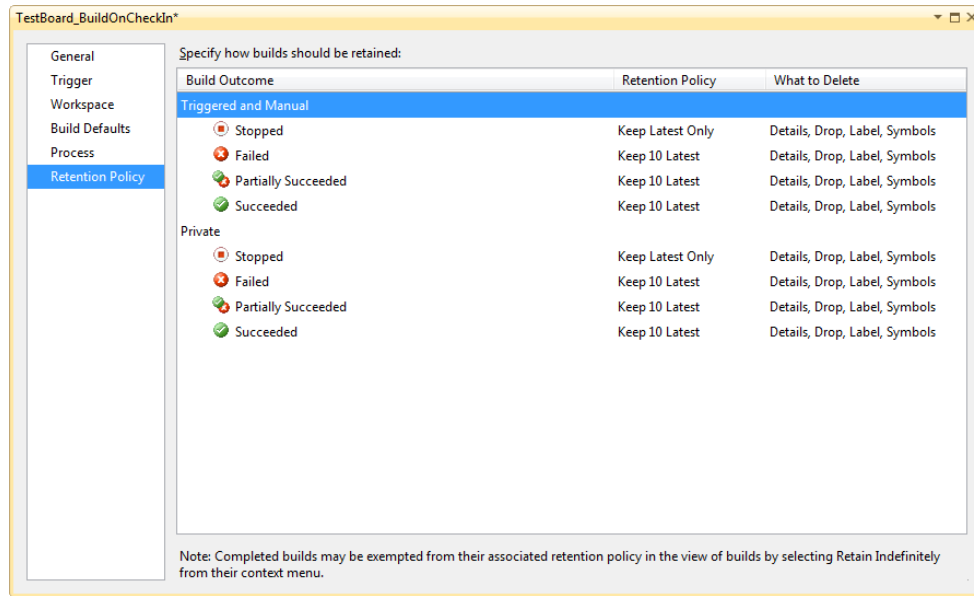 TestBoard_BuildOnCheckIn*
General
Trigger
Workspace
Build Defaults
Process
Retention Policy
Specify how builds should be retained:
Build Outcome Retention Policy What to Delete
Triggered and Manual
Stopped Keep Latest Only Details, Drop, Label, Symbols
Failed Keep 10 Latest Details, Drop, Label, Symbols
Partially Succeeded Keep 10 Latest Details, Drop, Label, Symbols
Succeeded Keep 10 Latest Details, Drop, Label, Symbols
Private
Stopped Keep Latest Only Details, Drop, Label, Symbols
Failed Keep 10 Latest Details, Drop, Label, Symbols
Partially Succeeded Keep 10 Latest Details, Drop, Label, Symbols
Succeeded Keep 10 Latest Details, Drop, Label, Symbols
Note: Completed builds may be exempted from their associated retention policy in the view of builds by selecting Retain Indefinitely
from their context menu.